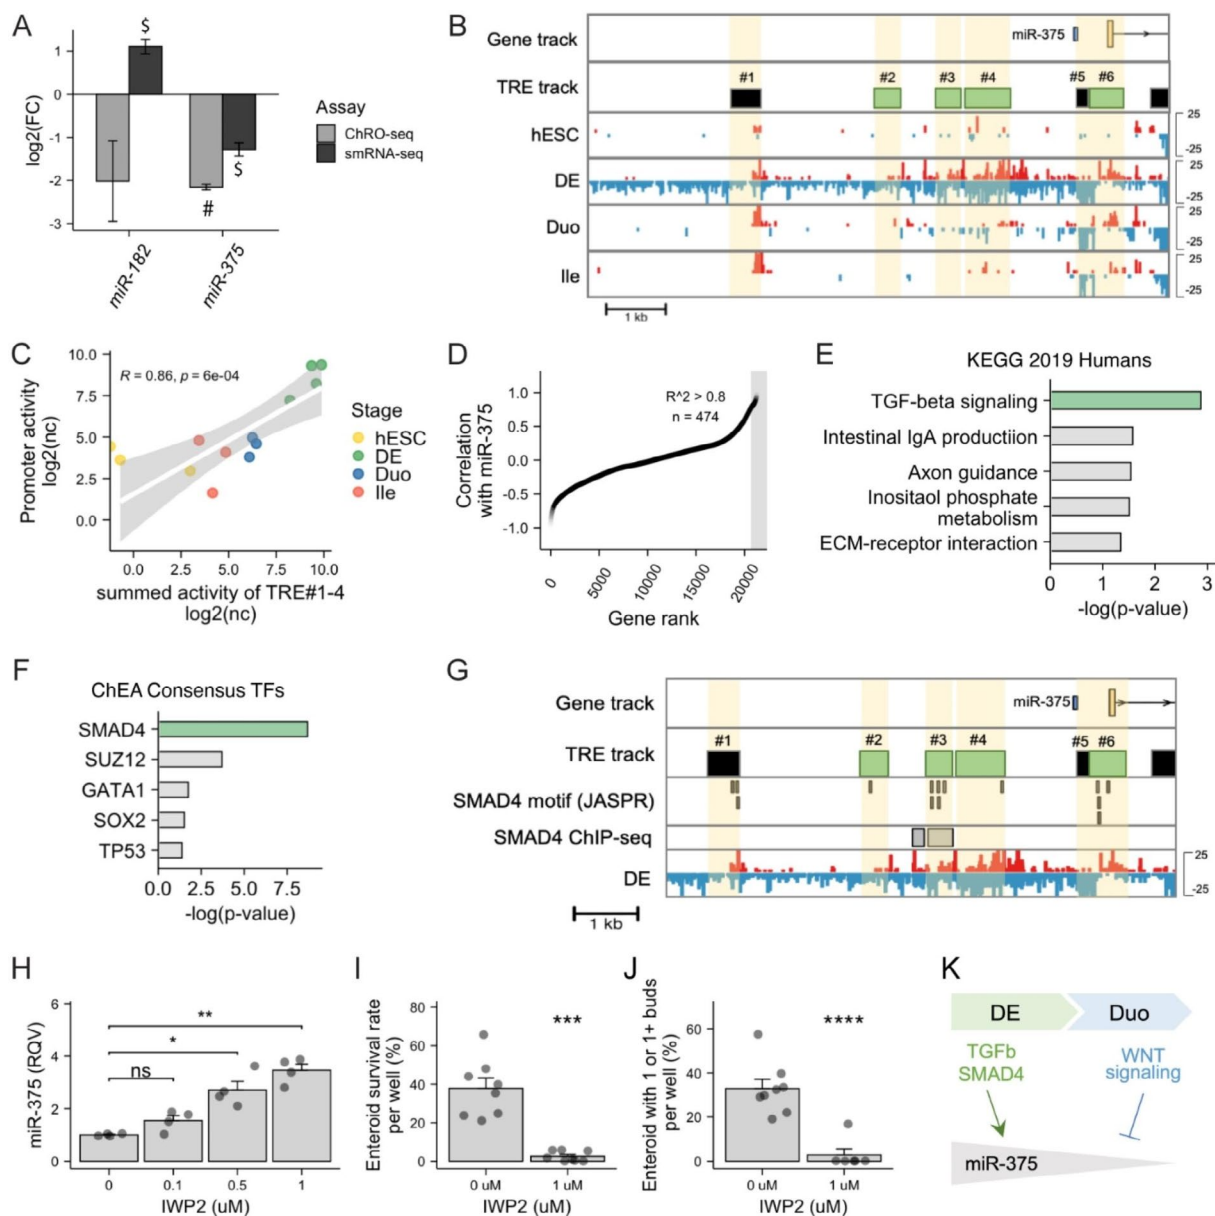 A
1
0
-1
-2
-3
log2(FC)
$
#
$
miR-182
miR-375
Assay
ChRO-seq
smRNA-seq
B
Gene track
miR-375
TRE track
#1
#2
#3
#4
#5
#6
hESC
25
-25
DE
25
-25
Duo
25
-25
Ile
25
-25
1 kb
C
Promoter activity
log2(nc)
10.0
7.5
5.0
2.5
0.0
R = 0.86, p = 6e-04
0.0
2.5
5.0
7.5
10.0
summed activity of TRE#1-4
log2(nc)
Stage
hESC
DE
Duo
Ile
D
Correlation
with miR-375
1.0
0.5
0.0
-0.5
-1.0
R^2 > 0.8
n = 474
0
5000
10000
15000
20000
Gene rank
E
KEGG 2019 Humans
TGF-beta signaling
Intestinal IgA productiion
Axon guidance
Inositaol phosphate
metabolism
ECM-receptor interaction
0
1
2
3
-log(p-value)
F
ChEA Consensus TFs
SMAD4
SUZ12
GATA1
SOX2
TP53
0.0
2.5
5.0
7.5
-log(p-value)
G
Gene track
miR-375
TRE track
#1
#2
#3
#4
#5
#6
SMAD4 motif (JASPR)
SMAD4 ChIP-seq
DE
25
-25
1 kb
H
miR-375 (RQV)
6
4
2
0
**
*
ns
0
0.1
0.5
1
IWP2 (uM)
I
Enteroid survival rate
per well (%)
80
60
40
20
0
***
0 uM
1 uM
IWP2 (uM)
J
Enteroid with 1 or 1+ buds
per well (%)
60
40
20
0
****
0 uM
1 uM
IWP2 (uM)
K
DE
Duo
TGFb
SMAD4
WNT
signaling
miR-375